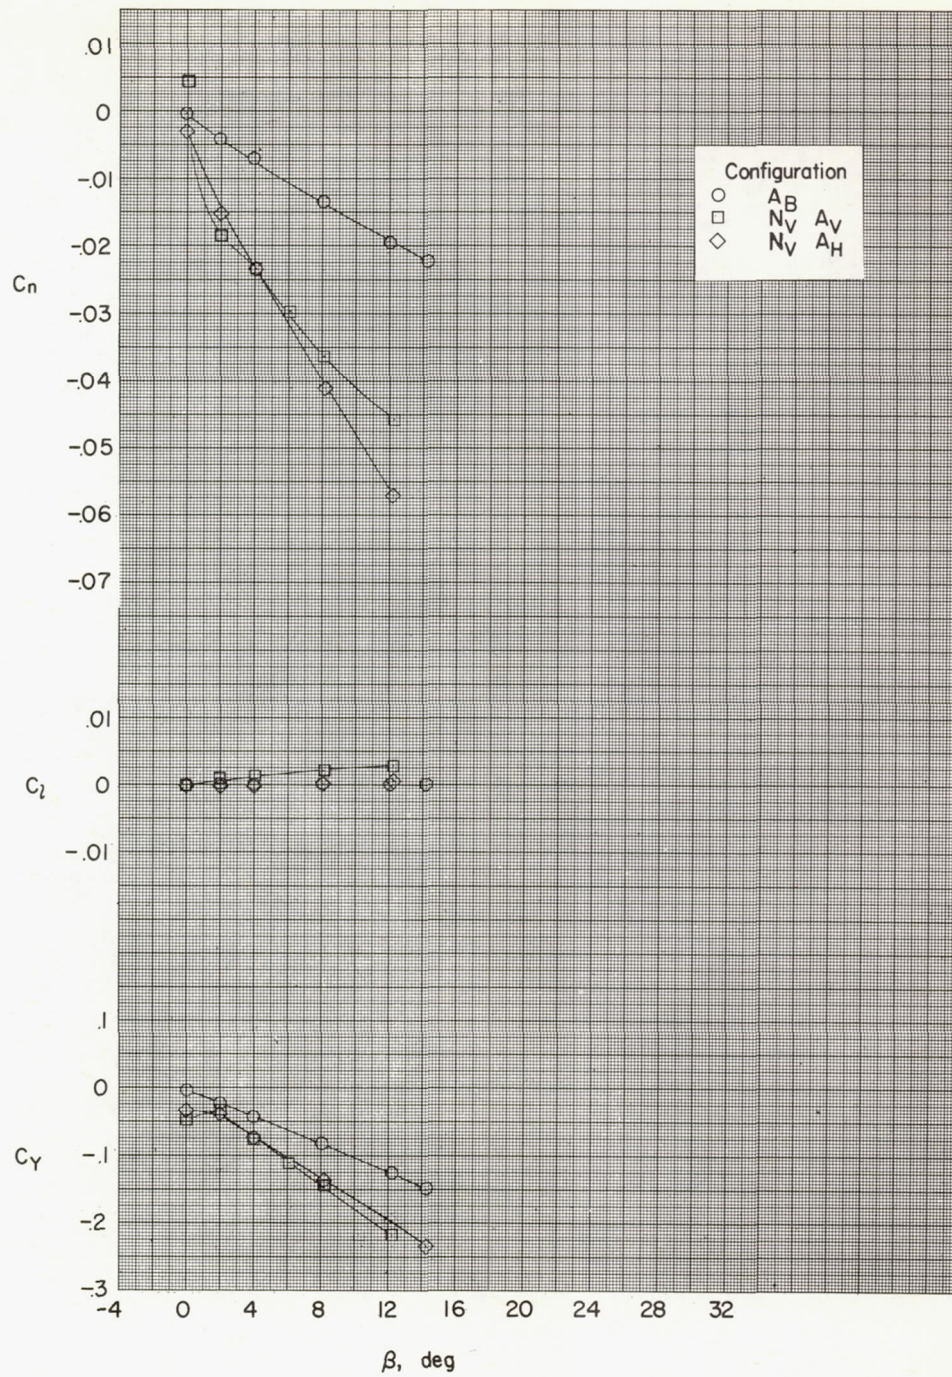 .01
0
-.01
-.02
-.03
-.04
-.05
-.06
-.07
Cn
Configuration
AB
NV AV
NV AH
.01
0
-.01
Cl
.1
0
-.1
-.2
-.3
CY
-4 0 4 8 12 16 20 24 28 32
β, deg